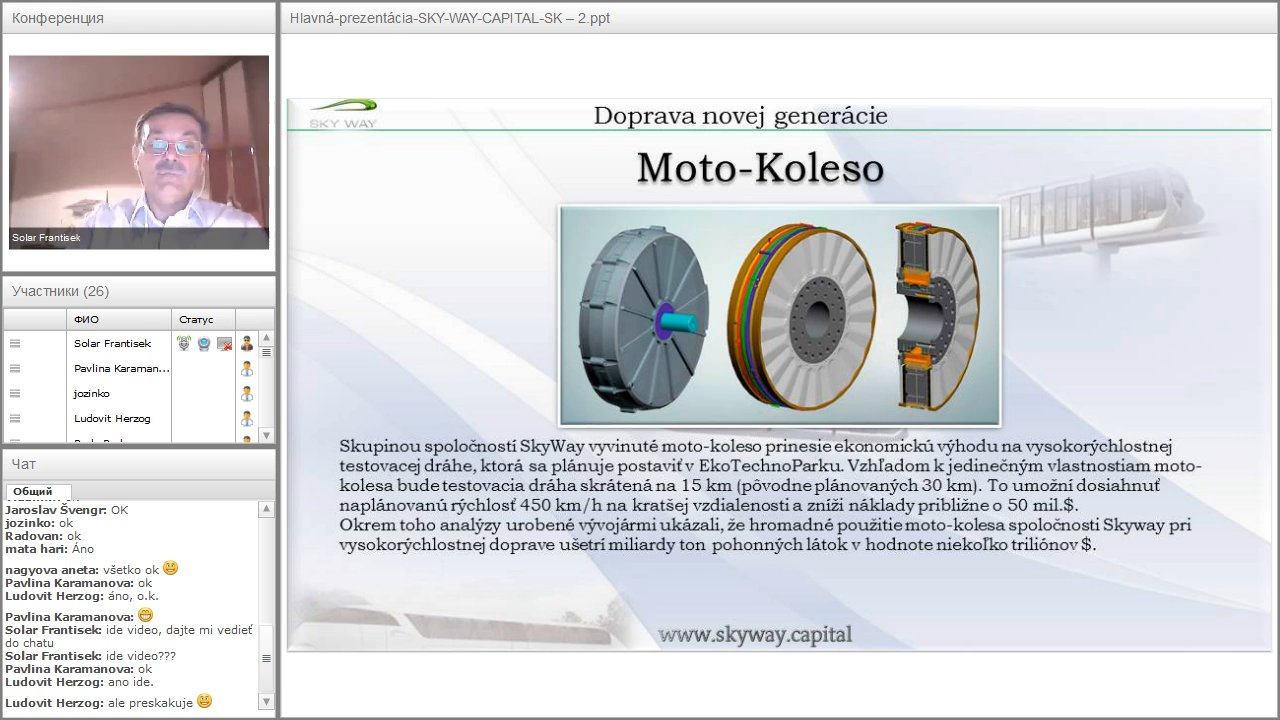 Конференция
Solar Frantisek
Участники (26)
ФИО
Статус
Solar Frantisek
Pavlina Karaman...
jozinko
Ludovit Herzog
Чат
Общий
Jaroslav Švengr: OK
jozinko: ok
Radovan: ok
mata hari: Áno
nagyova aneta: všetko ok
Pavlina Karamanova: ok
Ludovit Herzog: áno, o.k.
Pavlina Karamanova:
Solar Frantisek: ide video, dajte mi vedieť
do chatu
Solar Frantisek: ide video???
Pavlina Karamanova: ok
Ludovit Herzog: ano ide.
Ludovit Herzog: ale preskakuje
Hlavná-prezentácia-SKY-WAY-CAPITAL-SK – 2.ppt
SKY WAY
Doprava novej generácie
Moto-Koleso
Skupinou spoločností SkyWay vyvinuté moto-koleso prinesie ekonomickú výhodu na vysokorýchlostnej
testovacej dráhe, ktorá sa plánuje postaviť v EkoTechnoParku. Vzhľadom k jedinečným vlastnostiam moto-
kolesa bude testovacia dráha skrátená na 15 km (pôvodne plánovaných 30 km). To umožní dosiahnuť
naplánovanú rýchlosť 450 km/h na kratšej vzdialenosti a zníži náklady približne o 50 mil.$.
Okrem toho analýzy urobené vývojármi ukázali, že hromadné použitie moto-kolesa spoločnosti Skyway pri
vysokorýchlostnej doprave ušetrí miliardy ton pohonných látok v hodnote niekoľko triliónov $.
www.skyway.capital